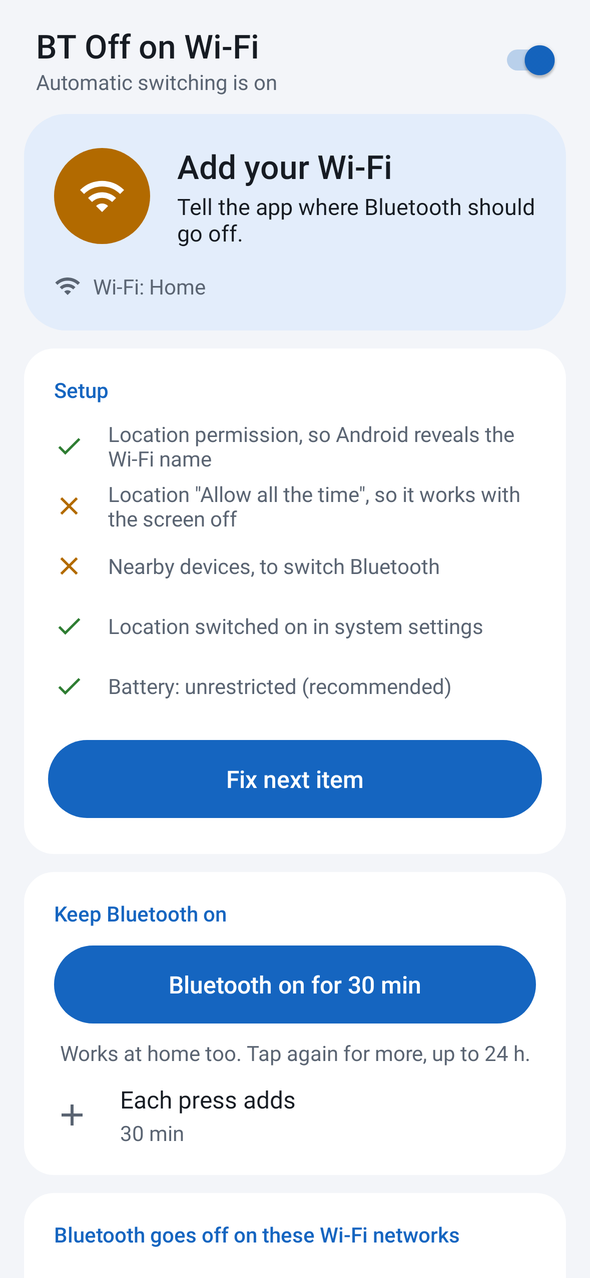 BT Off on Wi-Fi
Automatic switching is on
Add your Wi-Fi
Tell the app where Bluetooth should
go off.
Wi-Fi: Home
Setup
Location permission, so Android reveals the
Wi-Fi name
Location "Allow all the time", so it works with
the screen off
Nearby devices, to switch Bluetooth
Location switched on in system settings
Battery: unrestricted (recommended)
Fix next item
Keep Bluetooth on
Bluetooth on for 30 min
Works at home too. Tap again for more, up to 24 h.
Each press adds
30 min
Bluetooth goes off on these Wi-Fi networks